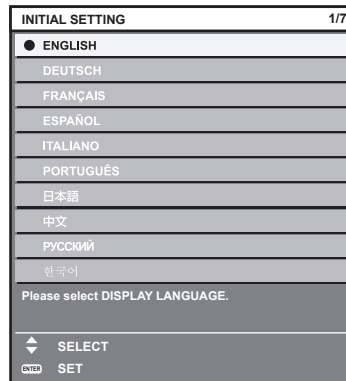 INITIAL SETTING 1/7
ENGLISH
DEUTSCH
FRANÇAIS
ESPAÑOL
ITALIANO
PORTUGUÊS
日本語
中文
РУССКИЙ
한국어
Please select DISPLAY LANGUAGE.
SELECT
ENTER SET